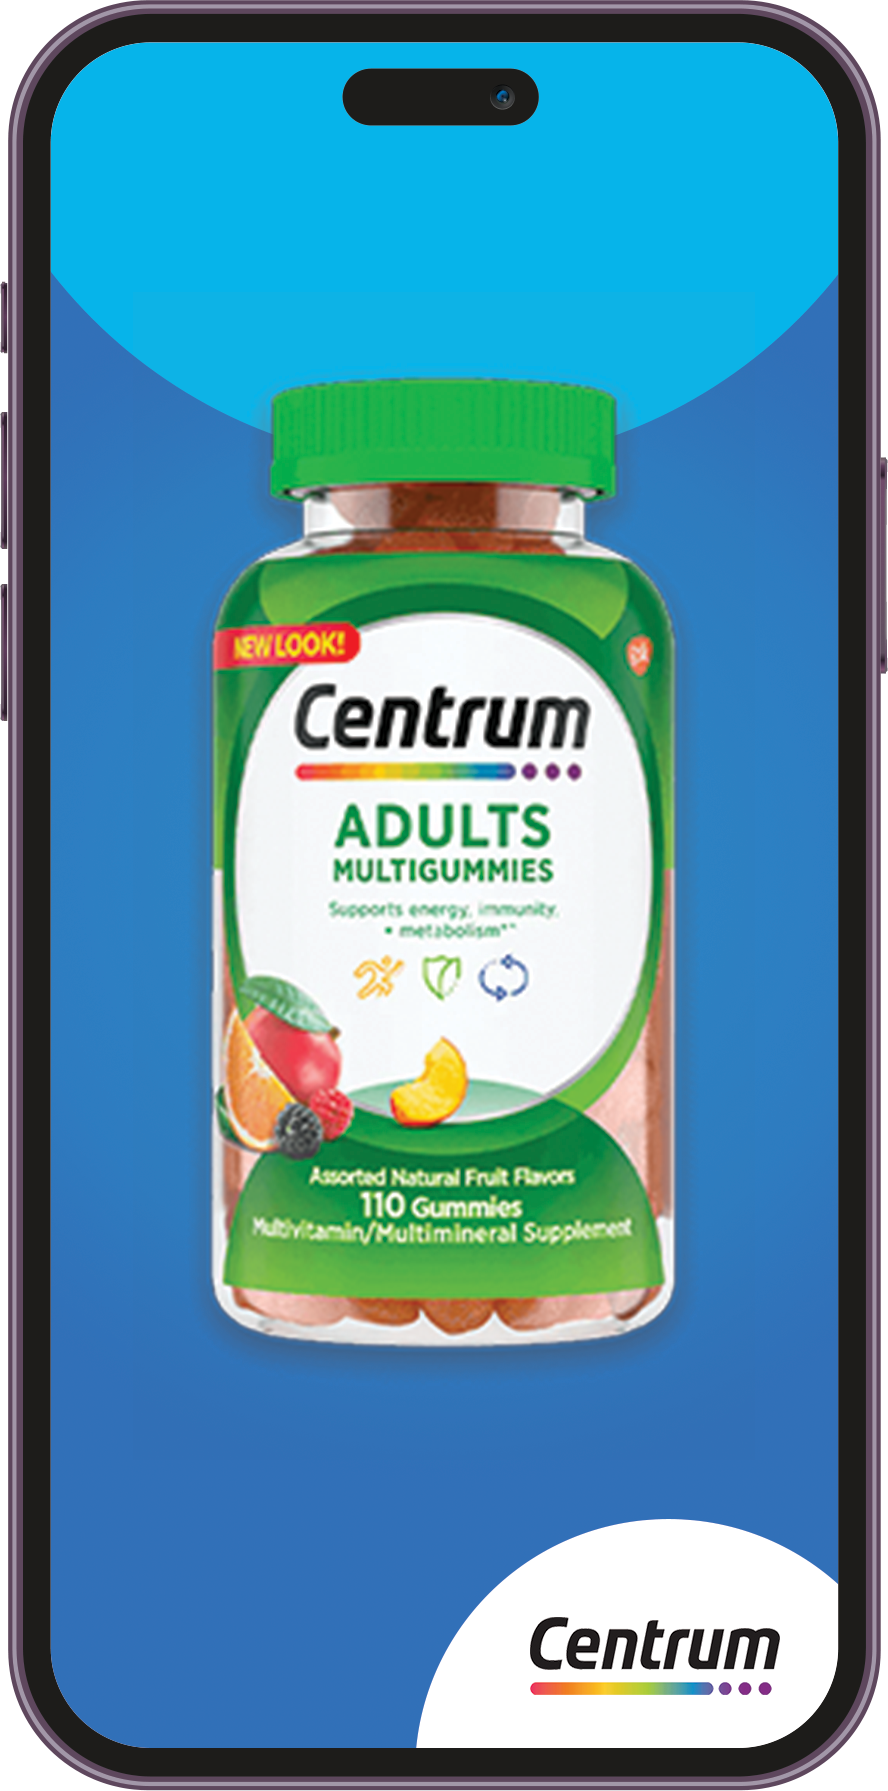 NEW LOOK!
Centrum
ADULTS
MULTIGUMMIES
Supports energy, immunity,
• metabolism**
Assorted Natural Fruit Flavors
110 Gummies
Multivitamin/Multimineral Supplement
Centrum